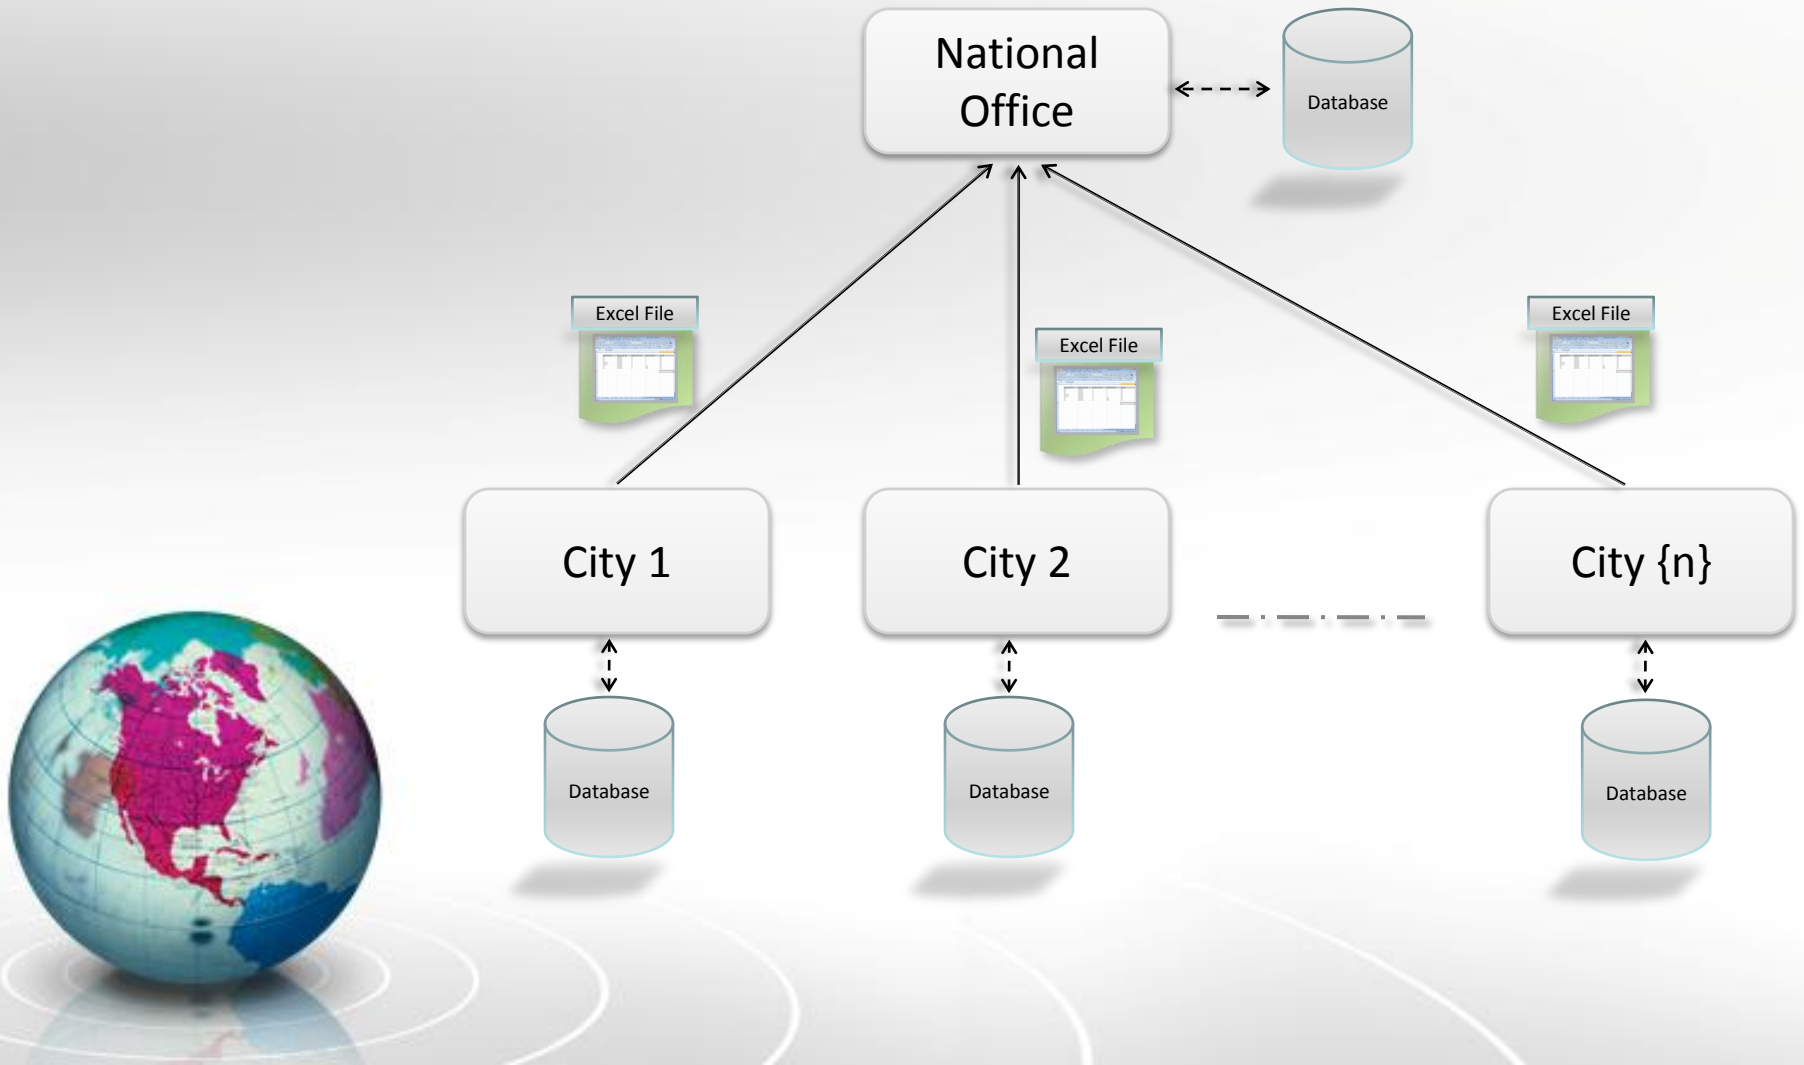 National
Office
Database
Excel File
Excel File
Excel File
City 1
City 2
City {n}
Database
Database
Database